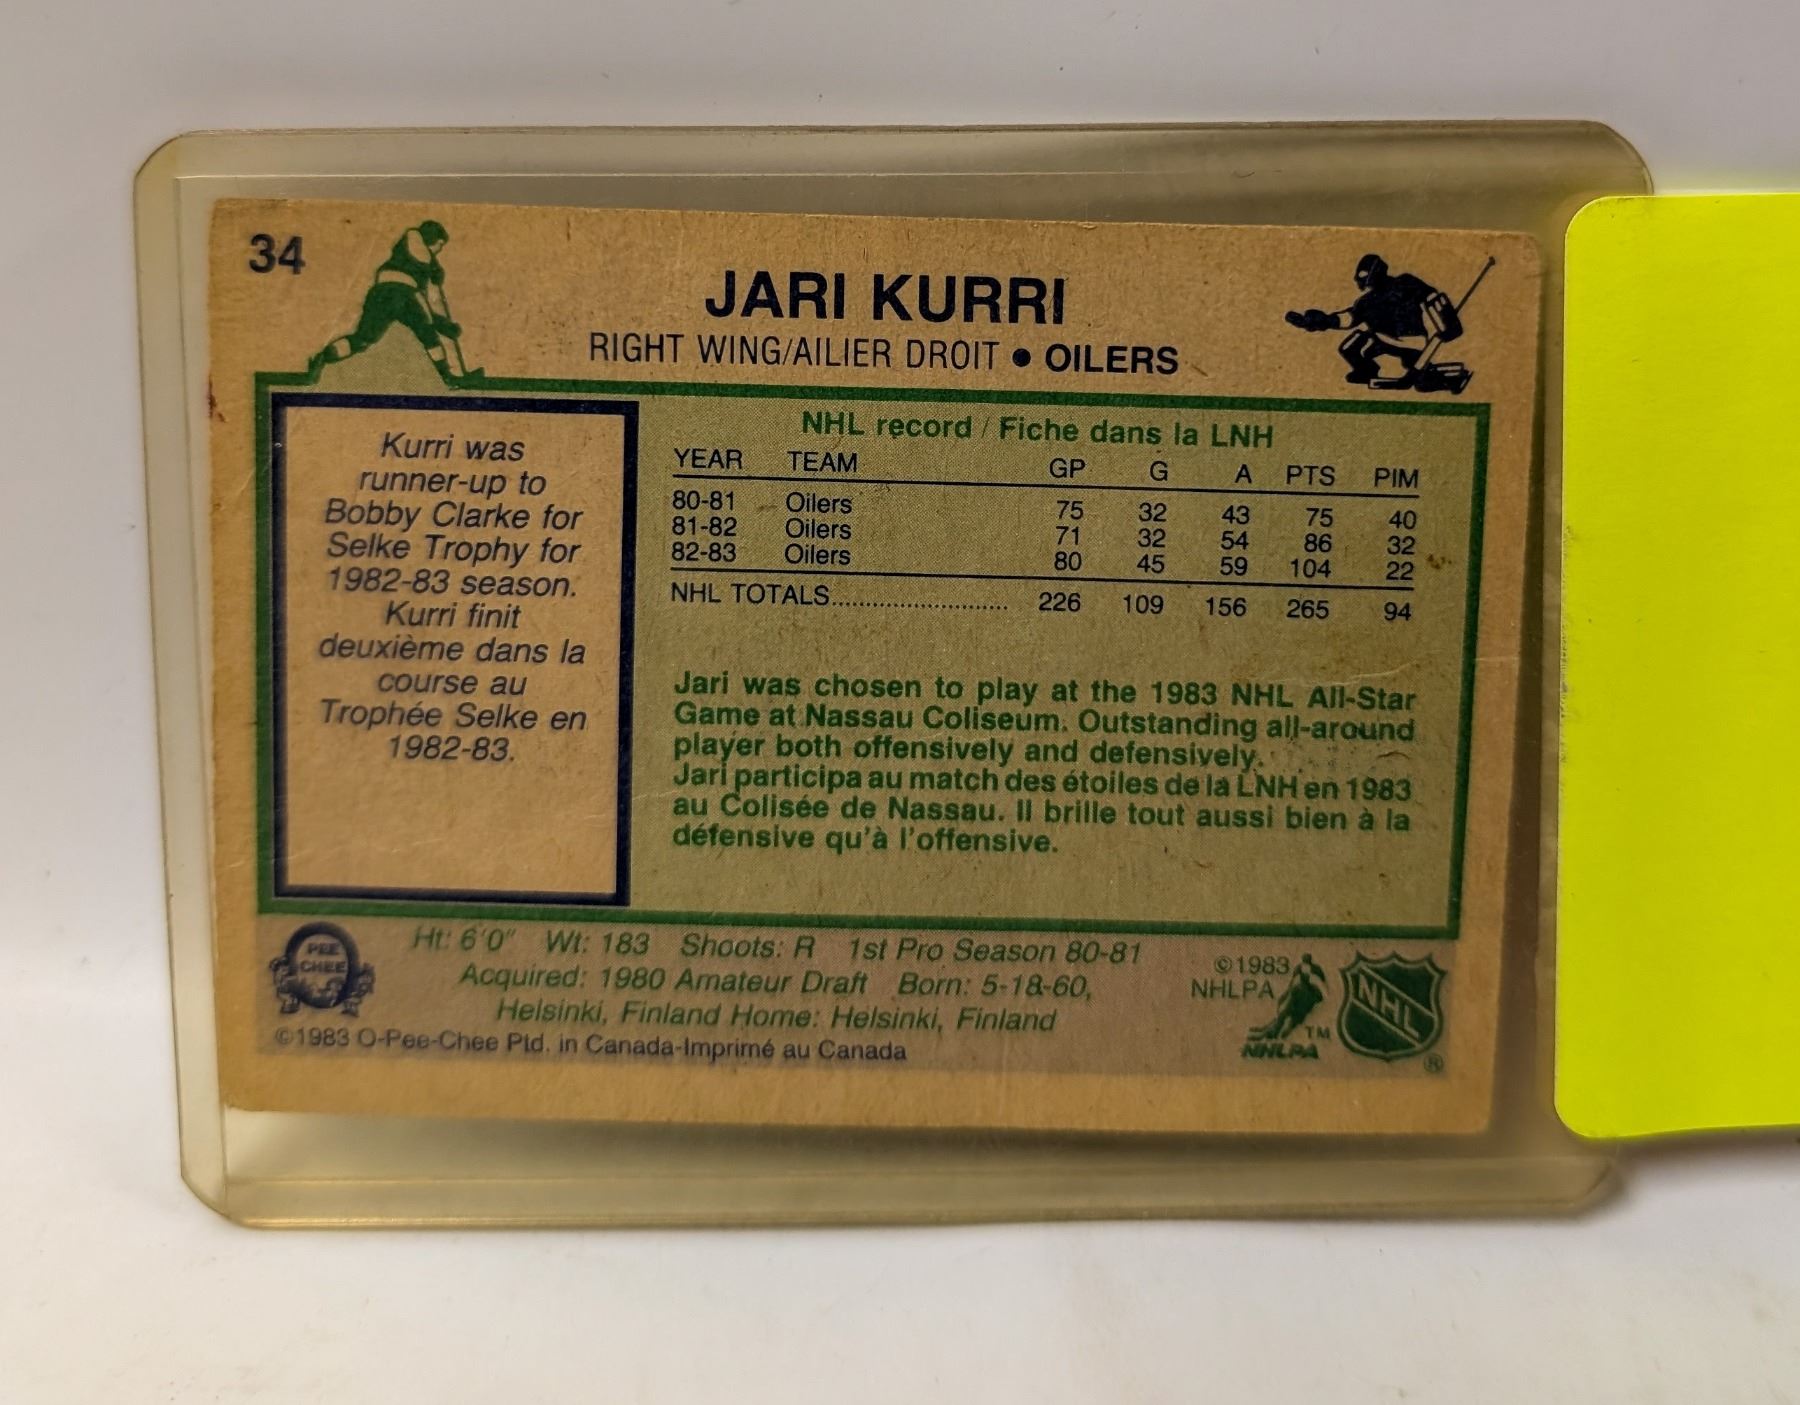 34
JARI KURRI
RIGHT WING/AILIER DROIT • OILERS
Kurri was
runner-up to
Bobby Clarke for
Selke Trophy for
1982-83 season.
Kurri finit
deuxième dans la
course au
Trophée Selke en
1982-83.
NHL record / Fiche dans la LNH
YEAR TEAM GP G A PTS PIM
80-81 Oilers 75 32 43 75 40
81-82 Oilers 71 32 54 86 32
82-83 Oilers 80 45 59 104 22
NHL TOTALS.......................... 226 109 156 265 94
Jari was chosen to play at the 1983 NHL All-Star
Game at Nassau Coliseum. Outstanding all-around
player both offensively and defensively.
Jari participa au match des étoiles de la LNH en 1983
au Colisée de Nassau. Il brille tout aussi bien à la
défensive qu'à l'offensive.
PEE
CHEE
Ht: 6'0" Wt: 183 Shoots: R 1st Pro Season 80-81
Acquired: 1980 Amateur Draft Born: 5-18-60,
Helsinki, Finland Home: Helsinki, Finland
©1983 O-Pee-Chee Ptd. in Canada-Imprimé au Canada
©1983
NHLPA
TM
NHLPA
NHL
®